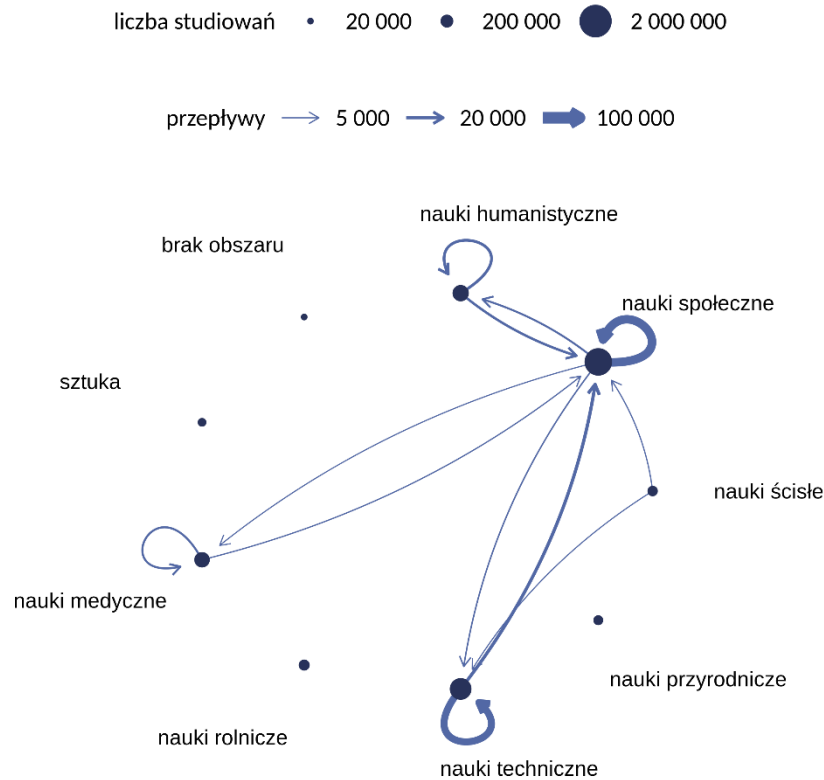 liczba studiowań 20 000 200 000 2 000 000
przepływy 5 000 20 000 100 000
nauki humanistyczne
brak obszaru
nauki społeczne
sztuka
nauki ścisłe
nauki medyczne
nauki przyrodnicze
nauki rolnicze
nauki techniczne